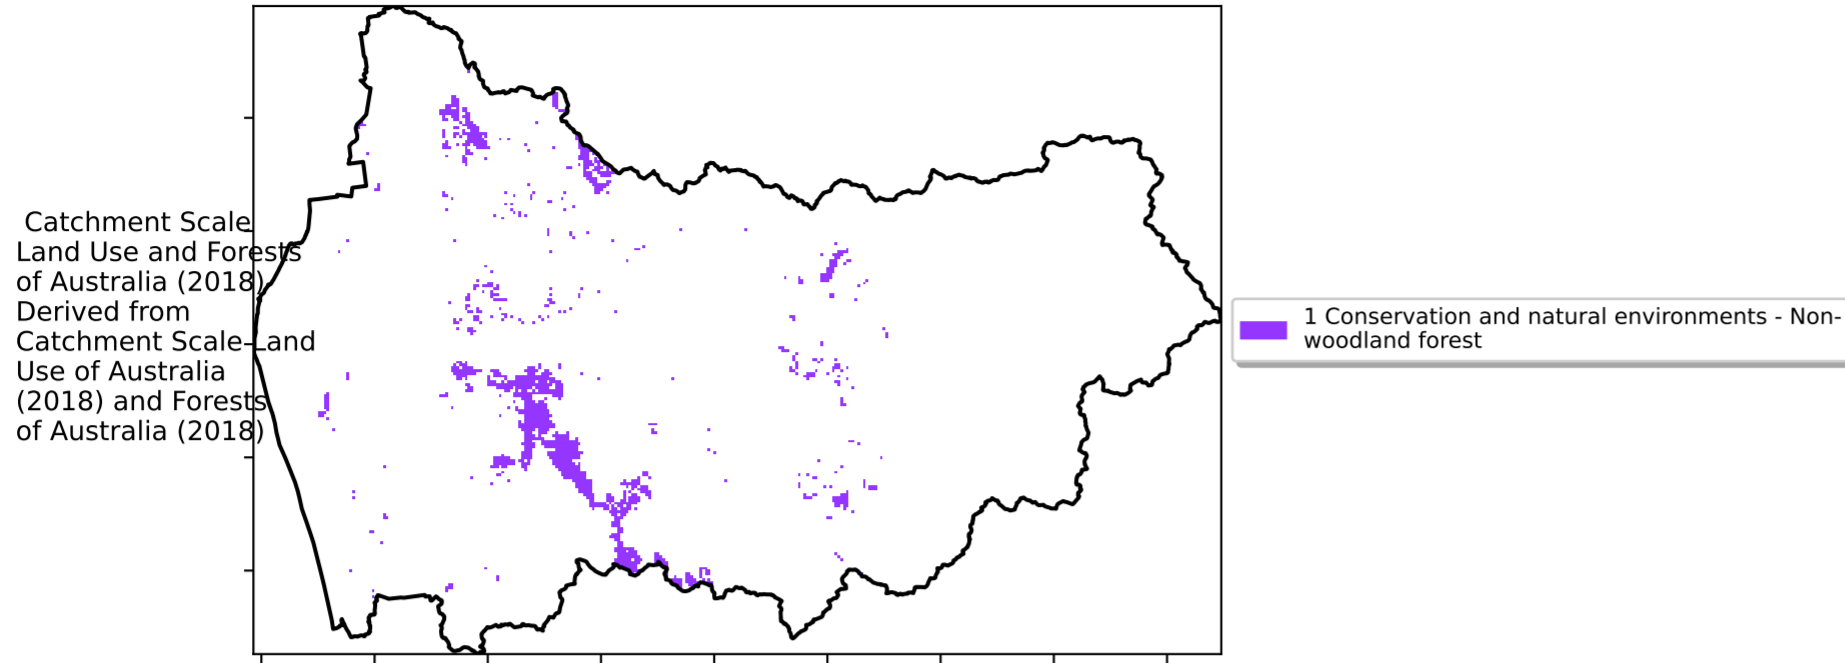 Catchment Scale
Land Use and Forests
of Australia (2018)
Derived from
Catchment Scale Land
Use of Australia
(2018) and Forests
of Australia (2018)
1 Conservation and natural environments - Non-
woodland forest